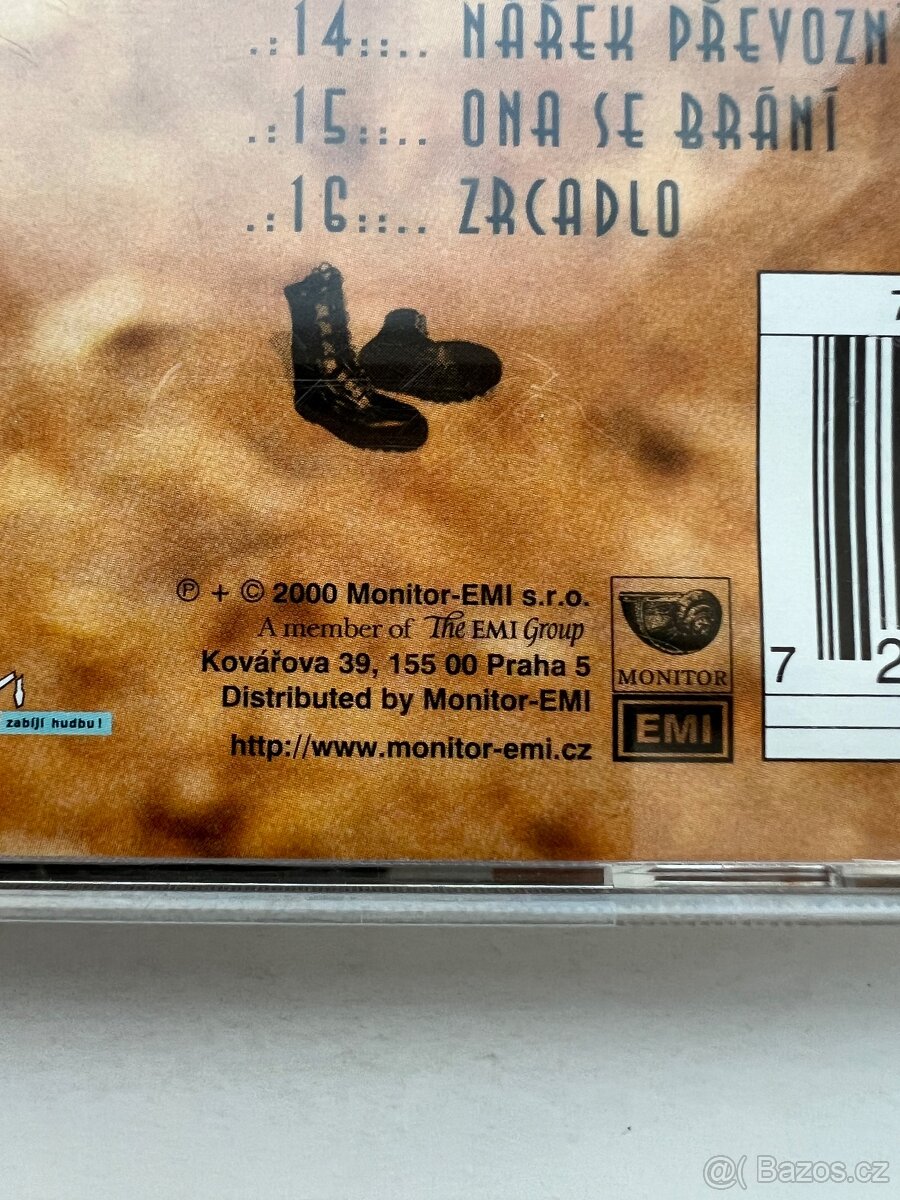 .:14::.. NAŘEK PŘEVOZN
.:15::.. ONA SE BRÁNÍ
.:16::.. ZRCADLO
℗ + © 2000 Monitor-EMI s.r.o.
A member of The EMI Group
Kovářova 39, 155 00 Praha 5
Distributed by Monitor-EMI
http://www.monitor-emi.cz
MONITOR
EMI
zabíjí hudbu!
7
7 2
@( Bazos.cz